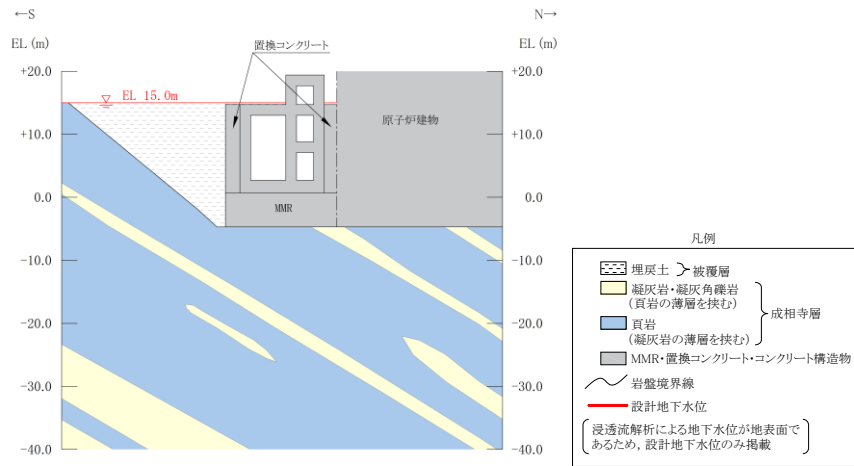 ←S
N→
EL (m)
EL (m)
置換コンクリート
+20.0
+20.0
EL 15.0m
+10.0
+10.0
原子炉建物
0.0
0.0
MMR
-10.0
-10.0
-20.0
-20.0
-30.0
-30.0
-40.0
-40.0
凡例
埋戻土
被覆層
凝灰岩・凝灰角礫岩
(頁岩の薄層を挟む)
成相寺層
頁岩
(凝灰岩の薄層を挟む)
MMR・置換コンクリート・コンクリート構造物
岩盤境界線
設計地下水位
浸透流解析による地下水位が地表面で
あるため, 設計地下水位のみ掲載